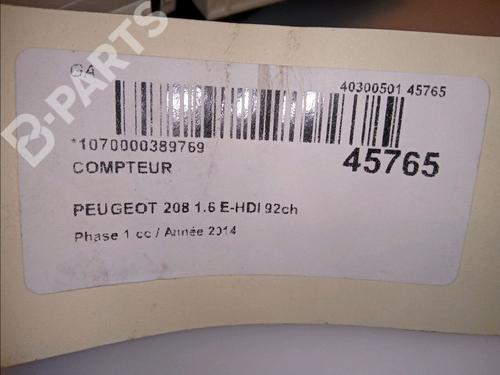 B-PARTS
GA
40300501 45765
*1070000389769
45765
COMPTEUR
PEUGEOT 208 1.6 E-HDI 92ch
Phase 1 cc / Année 2014